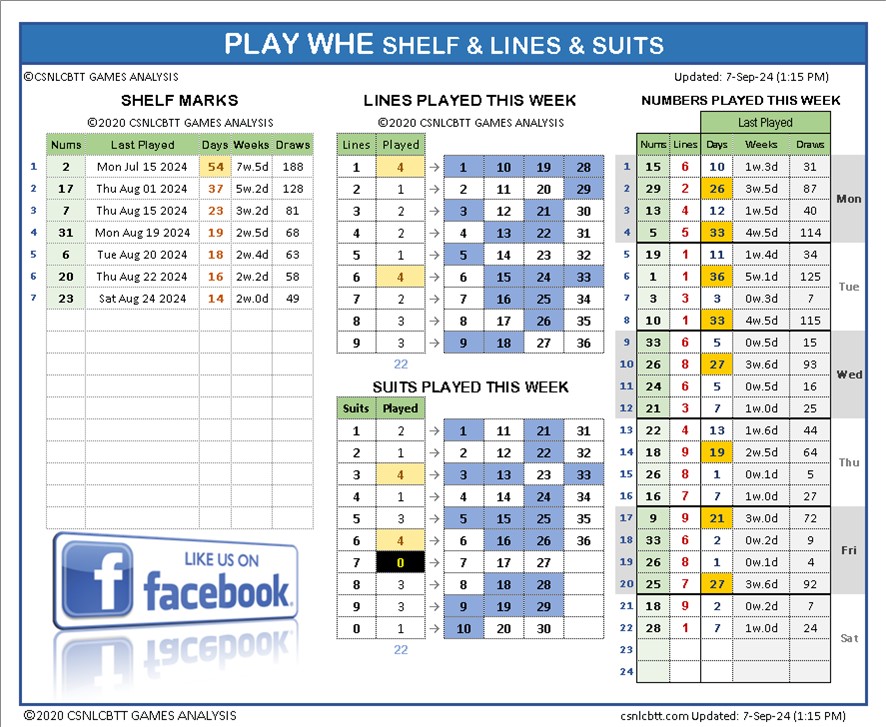 PLAY WHE SHELF & LINES & SUITS
©CSNLCBTT GAMES ANALYSIS
Updated: 7-Sep-24 (1:15 PM)
SHELF MARKS
©2020 CSNLCBTT GAMES ANALYSIS
Nums Last Played Days Weeks Draws
1 2 Mon Jul 15 2024 54 7w.5d 188
2 17 Thu Aug 01 2024 37 5w.2d 128
3 7 Thu Aug 15 2024 23 3w.2d 81
4 31 Mon Aug 19 2024 19 2w.5d 68
5 6 Tue Aug 20 2024 18 2w.4d 63
6 20 Thu Aug 22 2024 16 2w.2d 58
7 23 Sat Aug 24 2024 14 2w.0d 49
LIKE US ON
facebook
LINES PLAYED THIS WEEK
©2020 CSNLCBTT GAMES ANALYSIS
Lines Played
1 4 → 1 10 19 28
2 1 → 2 11 20 29
3 2 → 3 12 21 30
4 2 → 4 13 22 31
5 1 → 5 14 23 32
6 4 → 6 15 24 33
7 2 → 7 16 25 34
8 3 → 8 17 26 35
9 3 → 9 18 27 36
22
SUITS PLAYED THIS WEEK
Suits Played
1 2 → 1 11 21 31
2 1 → 2 12 22 32
3 4 → 3 13 23 33
4 1 → 4 14 24 34
5 3 → 5 15 25 35
6 4 → 6 16 26 36
7 0 → 7 17 27
8 3 → 8 18 28
9 3 → 9 19 29
0 1 → 10 20 30
22
NUMBERS PLAYED THIS WEEK
Last Played
Nums Lines Days Weeks Draws
1 15 6 10 1w.3d 31
2 29 2 26 3w.5d 87
Mon
3 13 4 12 1w.5d 40
4 5 5 33 4w.5d 114
5 19 1 11 1w.4d 34
6 1 1 36 5w.1d 125
Tue
7 3 3 3 0w.3d 7
8 10 1 33 4w.5d 115
9 33 6 5 0w.5d 15
10 26 8 27 3w.6d 93
Wed
11 24 6 5 0w.5d 16
12 21 3 7 1w.0d 25
13 22 4 13 1w.6d 44
14 18 9 19 2w.5d 64
Thu
15 26 8 1 0w.1d 5
16 16 7 7 1w.0d 27
17 9 9 21 3w.0d 72
18 33 6 2 0w.2d 9
Fri
19 26 8 1 0w.1d 4
20 25 7 27 3w.6d 92
21 18 9 2 0w.2d 7
22 28 1 7 1w.0d 24
Sat
23
24
©2020 CSNLCBTT GAMES ANALYSIS
csnlcbtt.com Updated: 7-Sep-24 (1:15 PM)